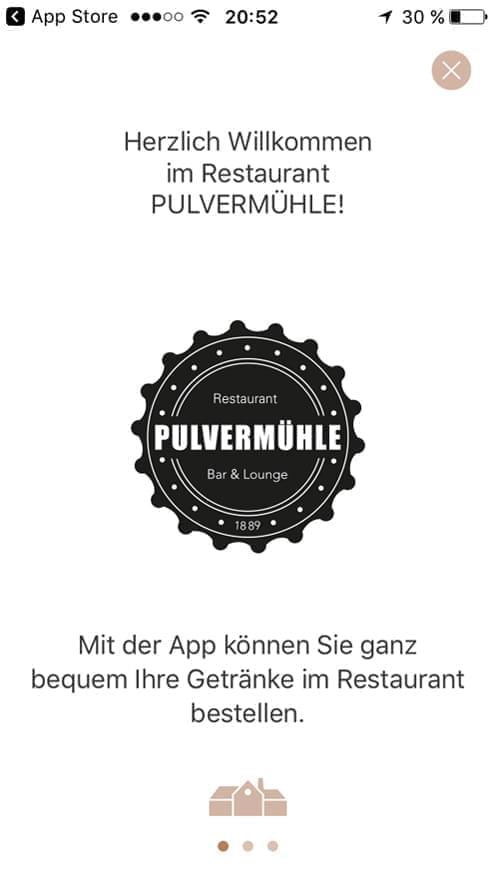 App Store 20:52 30 %
Herzlich Willkommen
im Restaurant
PULVERMÜHLE!
Restaurant
PULVERMÜHLE
Bar & Lounge
1889
Mit der App können Sie ganz
bequem Ihre Getränke im Restaurant
bestellen.